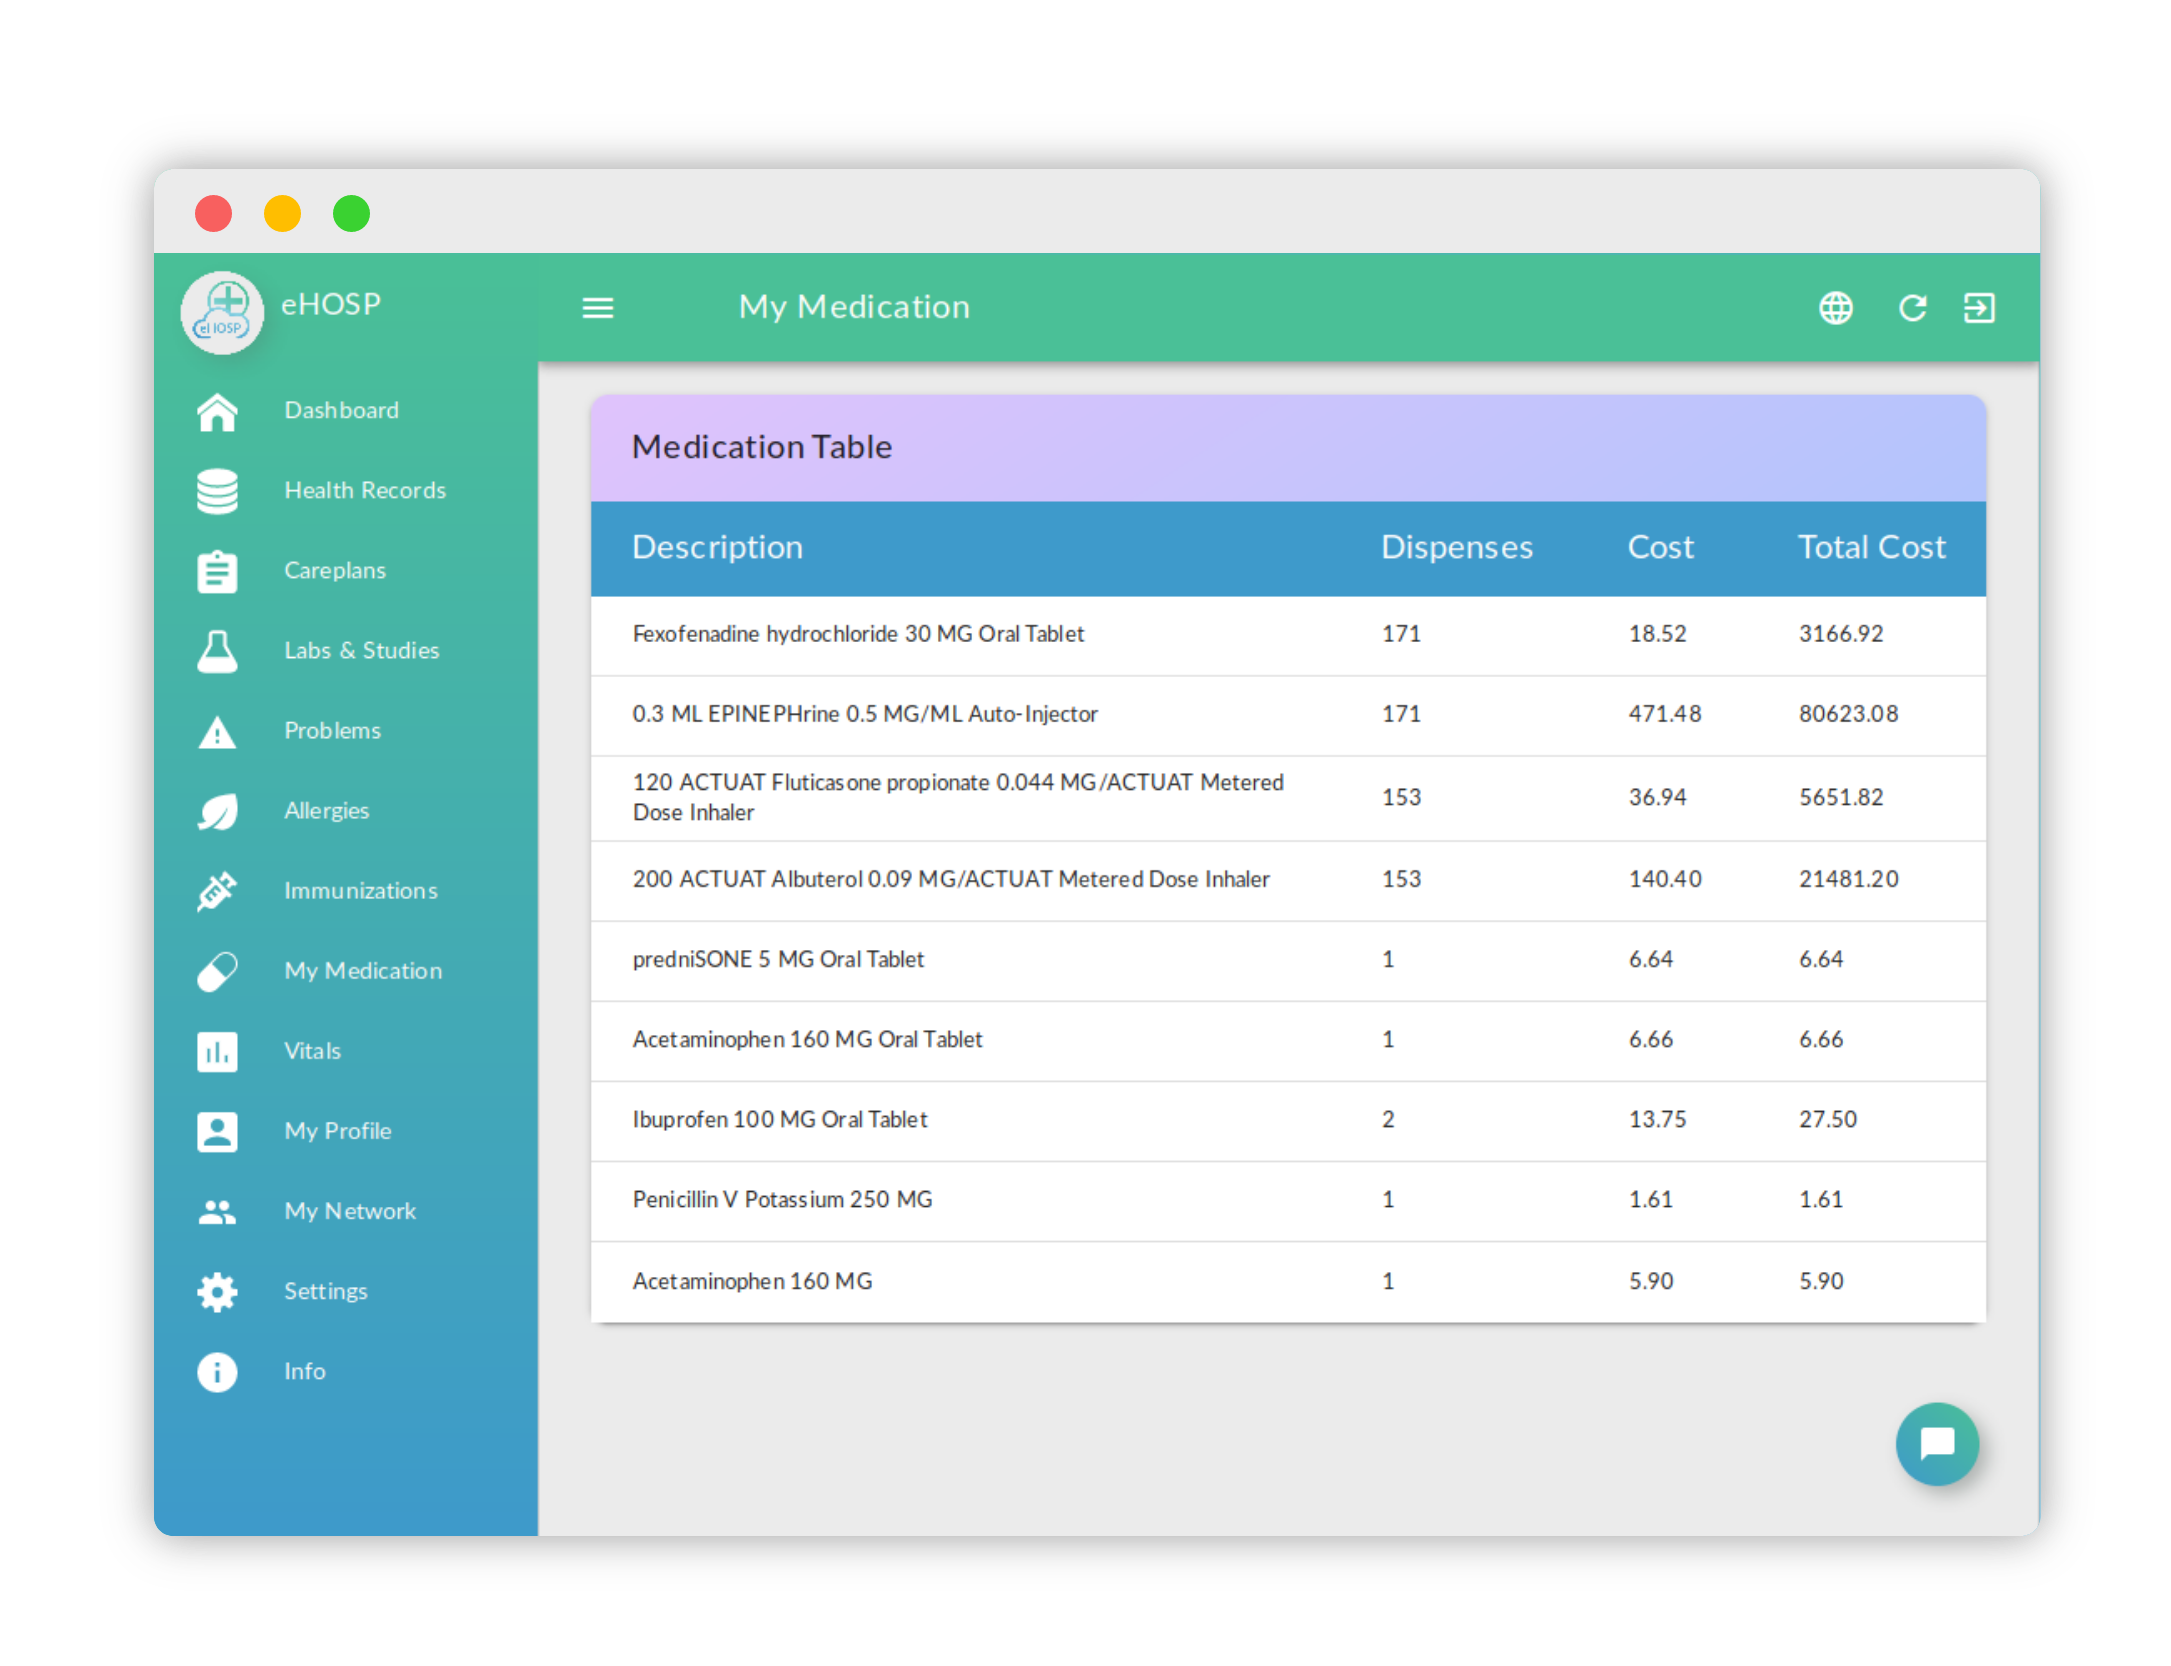 eHOSP
eHOSP
My Medication
Dashboard
Health Records
Careplans
Labs & Studies
Problems
Allergies
Immunizations
My Medication
Vitals
My Profile
My Network
Settings
Info
Medication Table
Description Dispenses Cost Total Cost
Fexofenadine hydrochloride 30 MG Oral Tablet 171 18.52 3166.92
0.3 ML EPINEPHrine 0.5 MG/ML Auto-Injector 171 471.48 80623.08
120 ACTUAT Fluticasone propionate 0.044 MG/ACTUAT Metered
Dose Inhaler 153 36.94 5651.82
200 ACTUAT Albuterol 0.09 MG/ACTUAT Metered Dose Inhaler 153 140.40 21481.20
predniSONE 5 MG Oral Tablet 1 6.64 6.64
Acetaminophen 160 MG Oral Tablet 1 6.66 6.66
Ibuprofen 100 MG Oral Tablet 2 13.75 27.50
Penicillin V Potassium 250 MG 1 1.61 1.61
Acetaminophen 160 MG 1 5.90 5.90